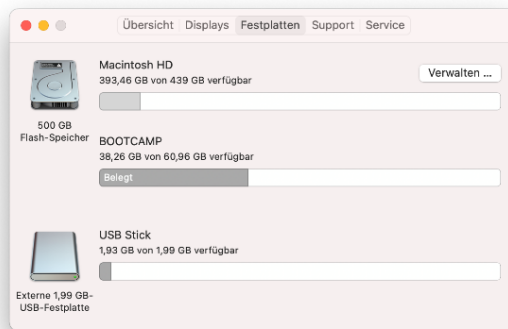 Übersicht Displays Festplatten Support Service
Macintosh HD
393,46 GB von 439 GB verfügbar
Verwalten ...
500 GB
Flash-Speicher
BOOTCAMP
38,26 GB von 60,96 GB verfügbar
Belegt
USB Stick
1,93 GB von 1,99 GB verfügbar
Externe 1,99 GB-
USB-Festplatte